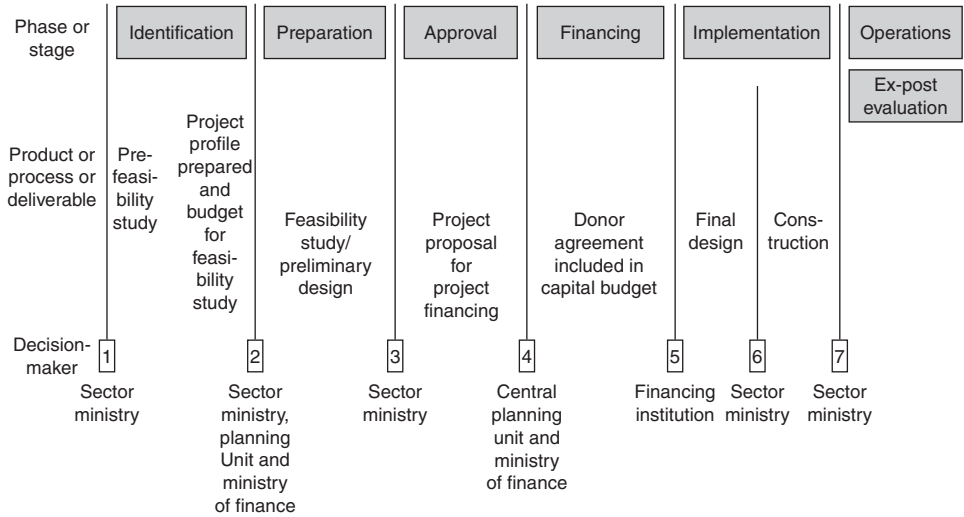 Phase or
stage
Identification
Preparation
Approval
Financing
Implementation
Operations
Ex-post
evaluation
Product or
process or
deliverable
Pre-
feasi-
bility
study
Project
profile
prepared
and
budget
for
feasi-
bility
study
Feasibility
study/
preliminary
design
Project
proposal
for
project
financing
Donor
agreement
included in
capital budget
Final
design
Cons-
truction
Decision-
maker
1
2
3
4
5
6
7
Sector
ministry
Sector
ministry,
planning
Unit and
ministry
of finance
Sector
ministry
Central
planning
unit and
ministry
of finance
Financing
institution
Sector
ministry
Sector
ministry